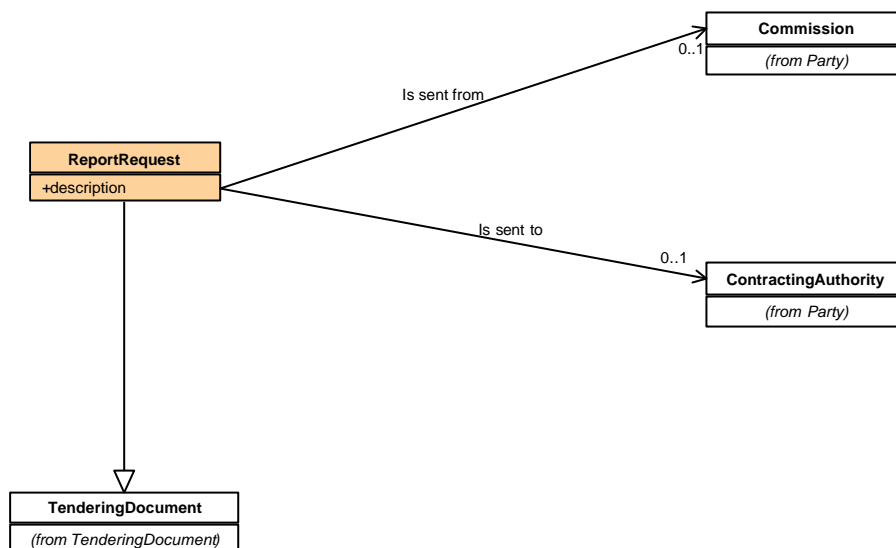 Commission
0..1
(from Party)
Is sent from
ReportRequest
+description
Is sent to
0..1
ContractingAuthority
(from Party)
TenderingDocument
(from TenderingDocument)